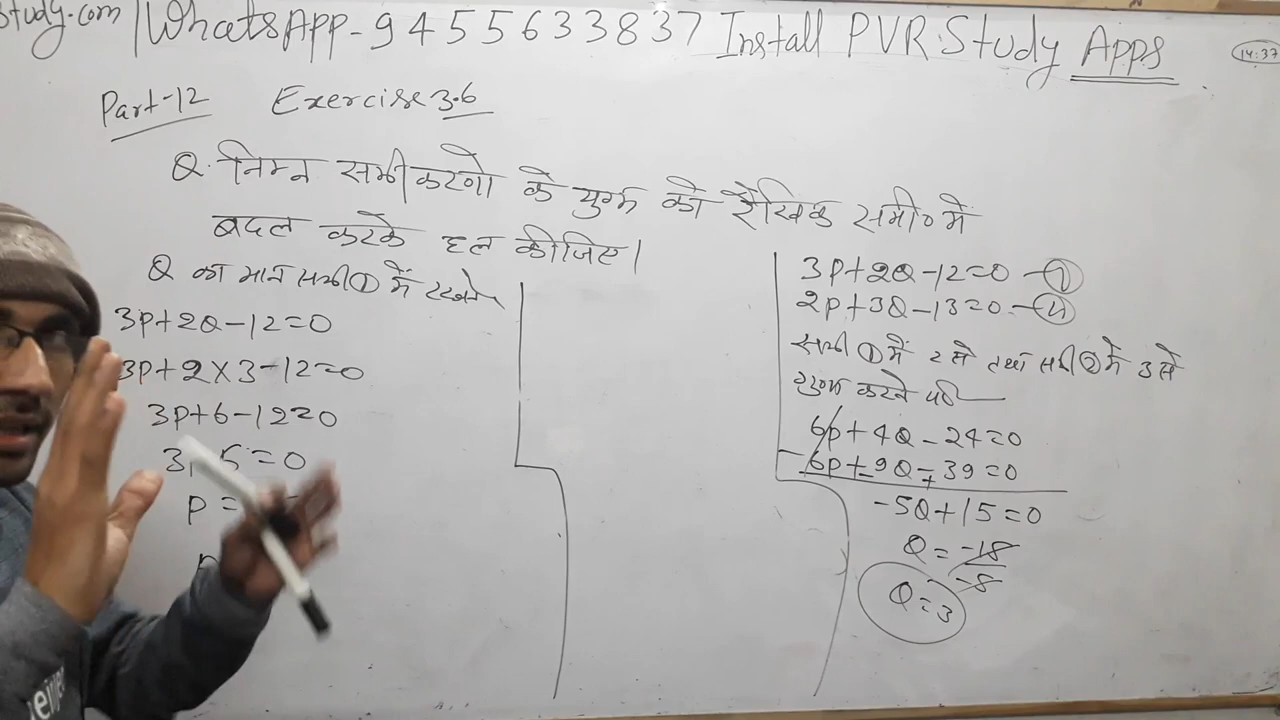 Study.com | WhatsApp-9455633837 Install PVR Study Apps
14:37
Part-12 Exercise 3.6
Q. निम्न समीकरणो के युग्म को रैखिक समी० में
बदल करके हल कीजिए।
Q का मान समी① में रखने
3P+2Q-12=0
3P+2×3-12=0
3P+6-12=0
=0
P =
3P+2Q-12=0 -①
2P+3Q-13=0 -②
समी ① में 2 से तथा समी ② में 3 से
गुणा करने पर
6P+4Q-24=0
6P+9Q-39=0
-5Q+15=0
Q = -15
-5
Q=3